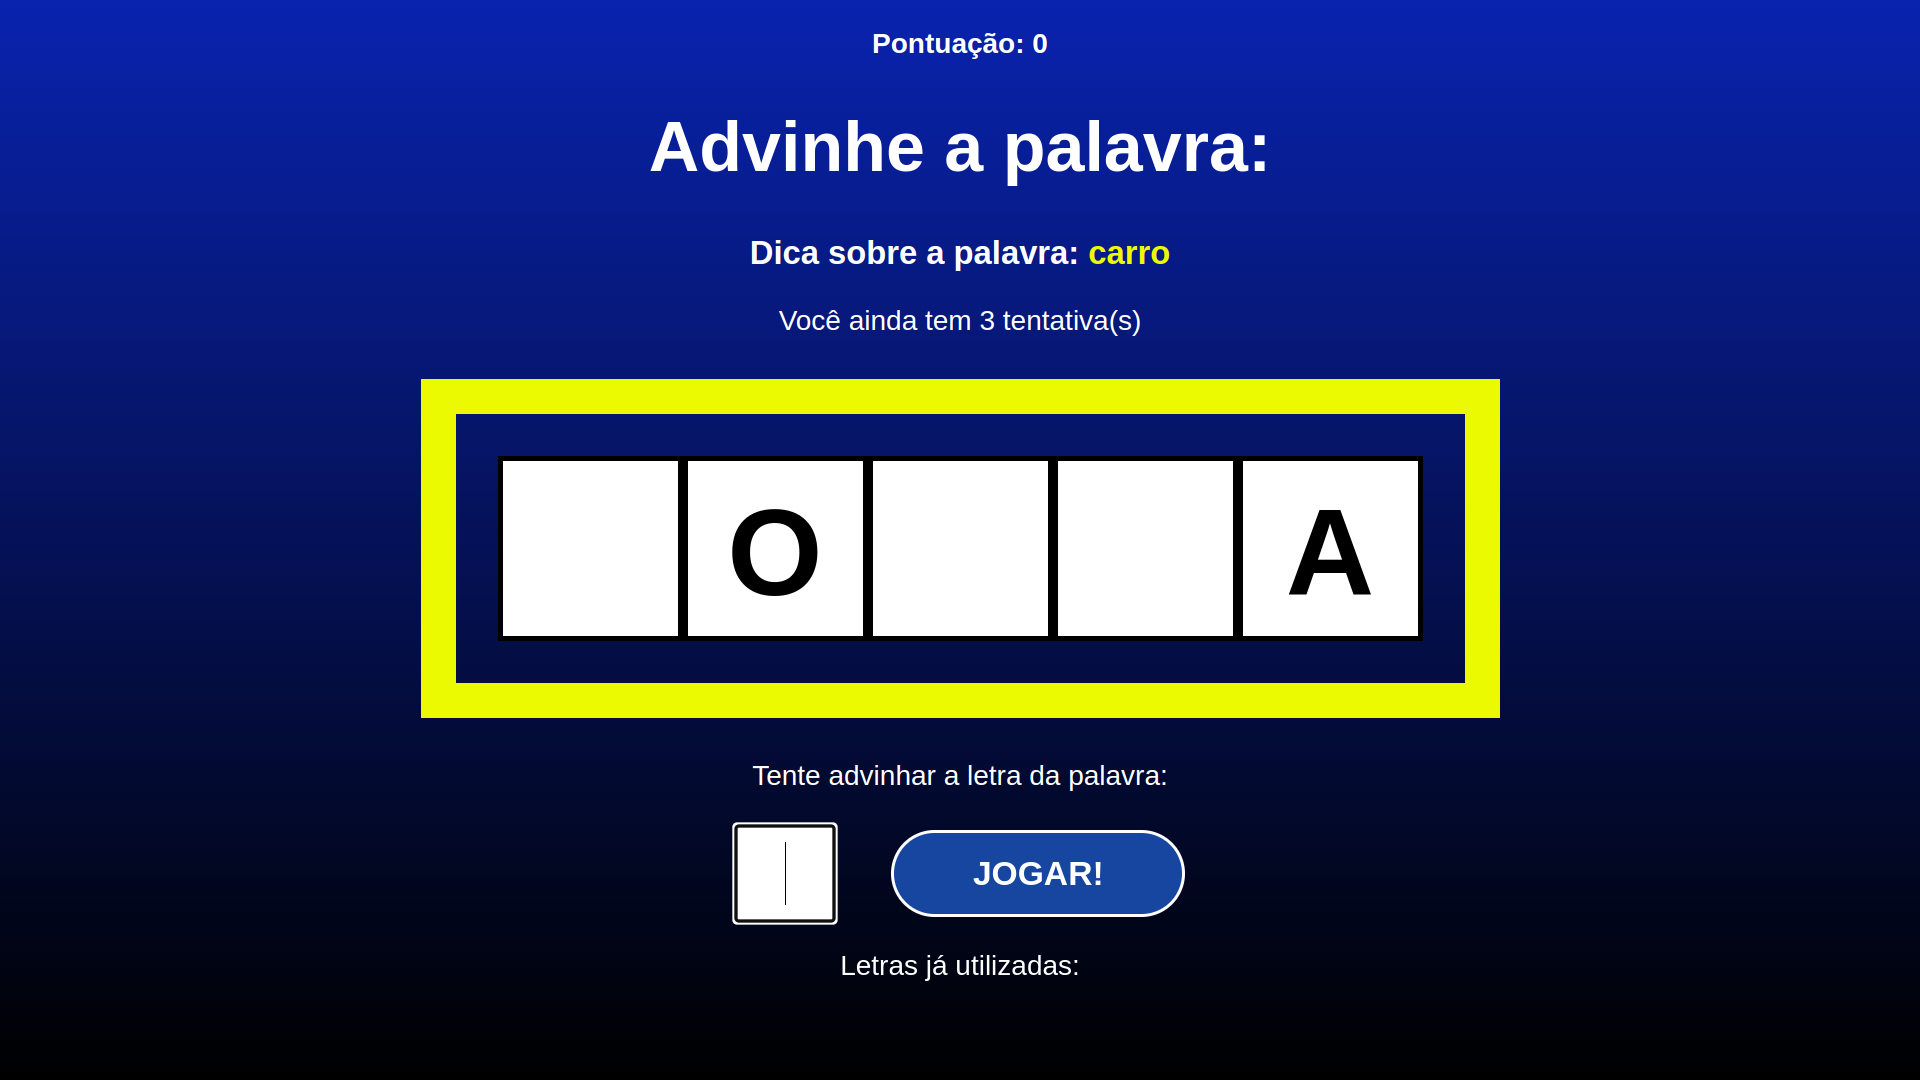 Pontuação: 0
Advinhe a palavra:
Dica sobre a palavra: carro
Você ainda tem 3 tentativa(s)
O A
Tente advinhar a letra da palavra:
JOGAR!
Letras já utilizadas: